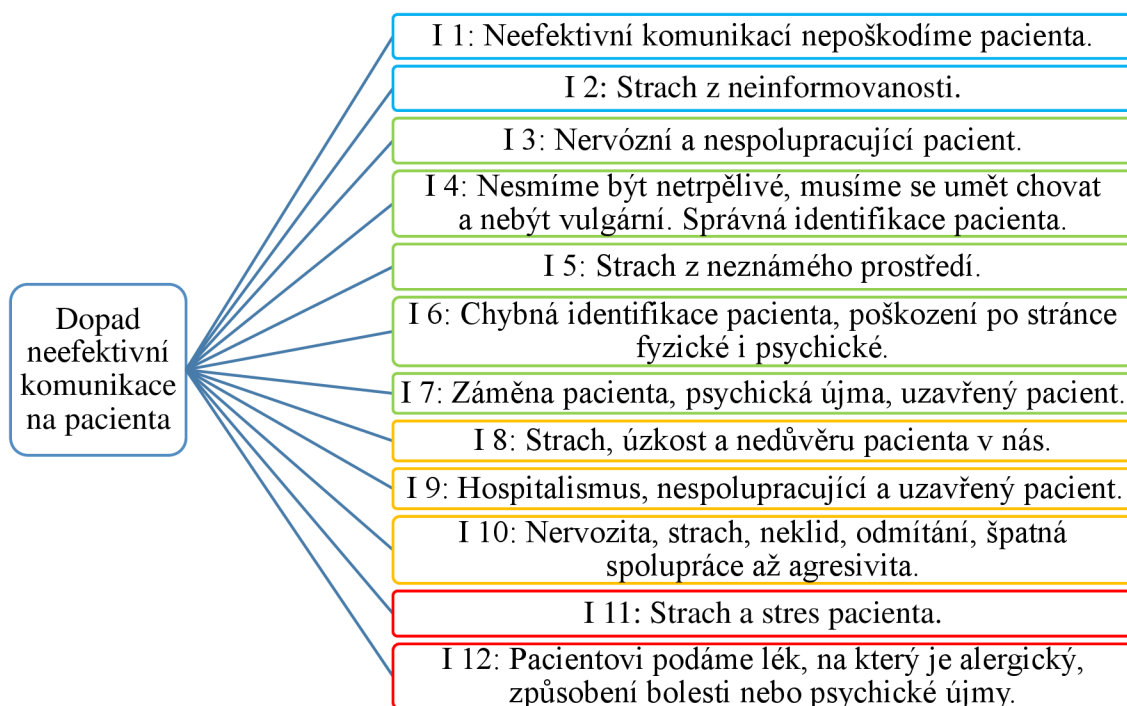 Dopad
neefektivní
komunikace
na pacienta
I 1: Neefektivní komunikací nepoškodíme pacienta.
I 2: Strach z neinformovanosti.
I 3: Nervózní a nespolupracující pacient.
I 4: Nesmíme být netrpělivé, musíme se umět chovat
a nebýt vulgární. Správná identifikace pacienta.
I 5: Strach z neznámého prostředí.
I 6: Chybná identifikace pacienta, poškození po stránce
fyzické i psychické.
I 7: Záměna pacienta, psychická újma, uzavřený pacient.
I 8: Strach, úzkost a nedůvěru pacienta v nás.
I 9: Hospitalismus, nespolupracující a uzavřený pacient.
I 10: Nervozita, strach, neklid, odmítání, špatná
spolupráce až agresivita.
I 11: Strach a stres pacienta.
I 12: Pacientovi podáme lék, na který je alergický,
způsobení bolesti nebo psychické újmy.